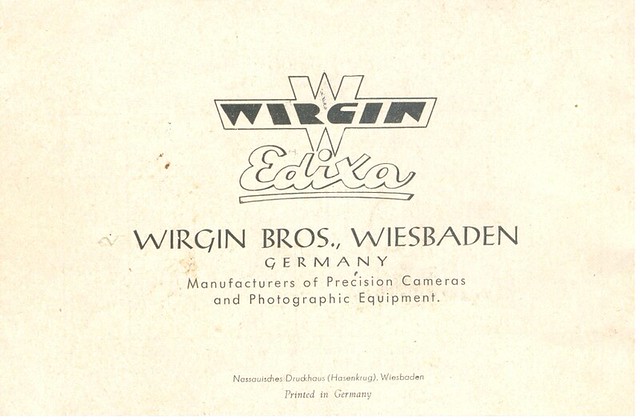 WIRGIN
Edixa
WIRGIN BROS., WIESBADEN
GERMANY
Manufacturers of Precision Cameras
and Photographic Equipment.
Nassauisches Druckhaus (Hasenkrug), Wiesbaden
Printed in Germany